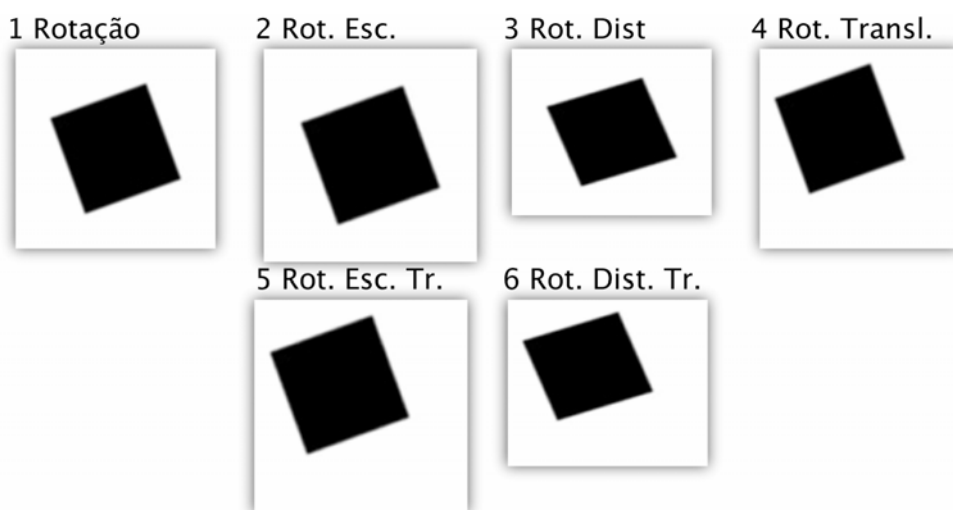 1 Rotação
2 Rot. Esc.
3 Rot. Dist
4 Rot. Transl.
5 Rot. Esc. Tr.
6 Rot. Dist. Tr.